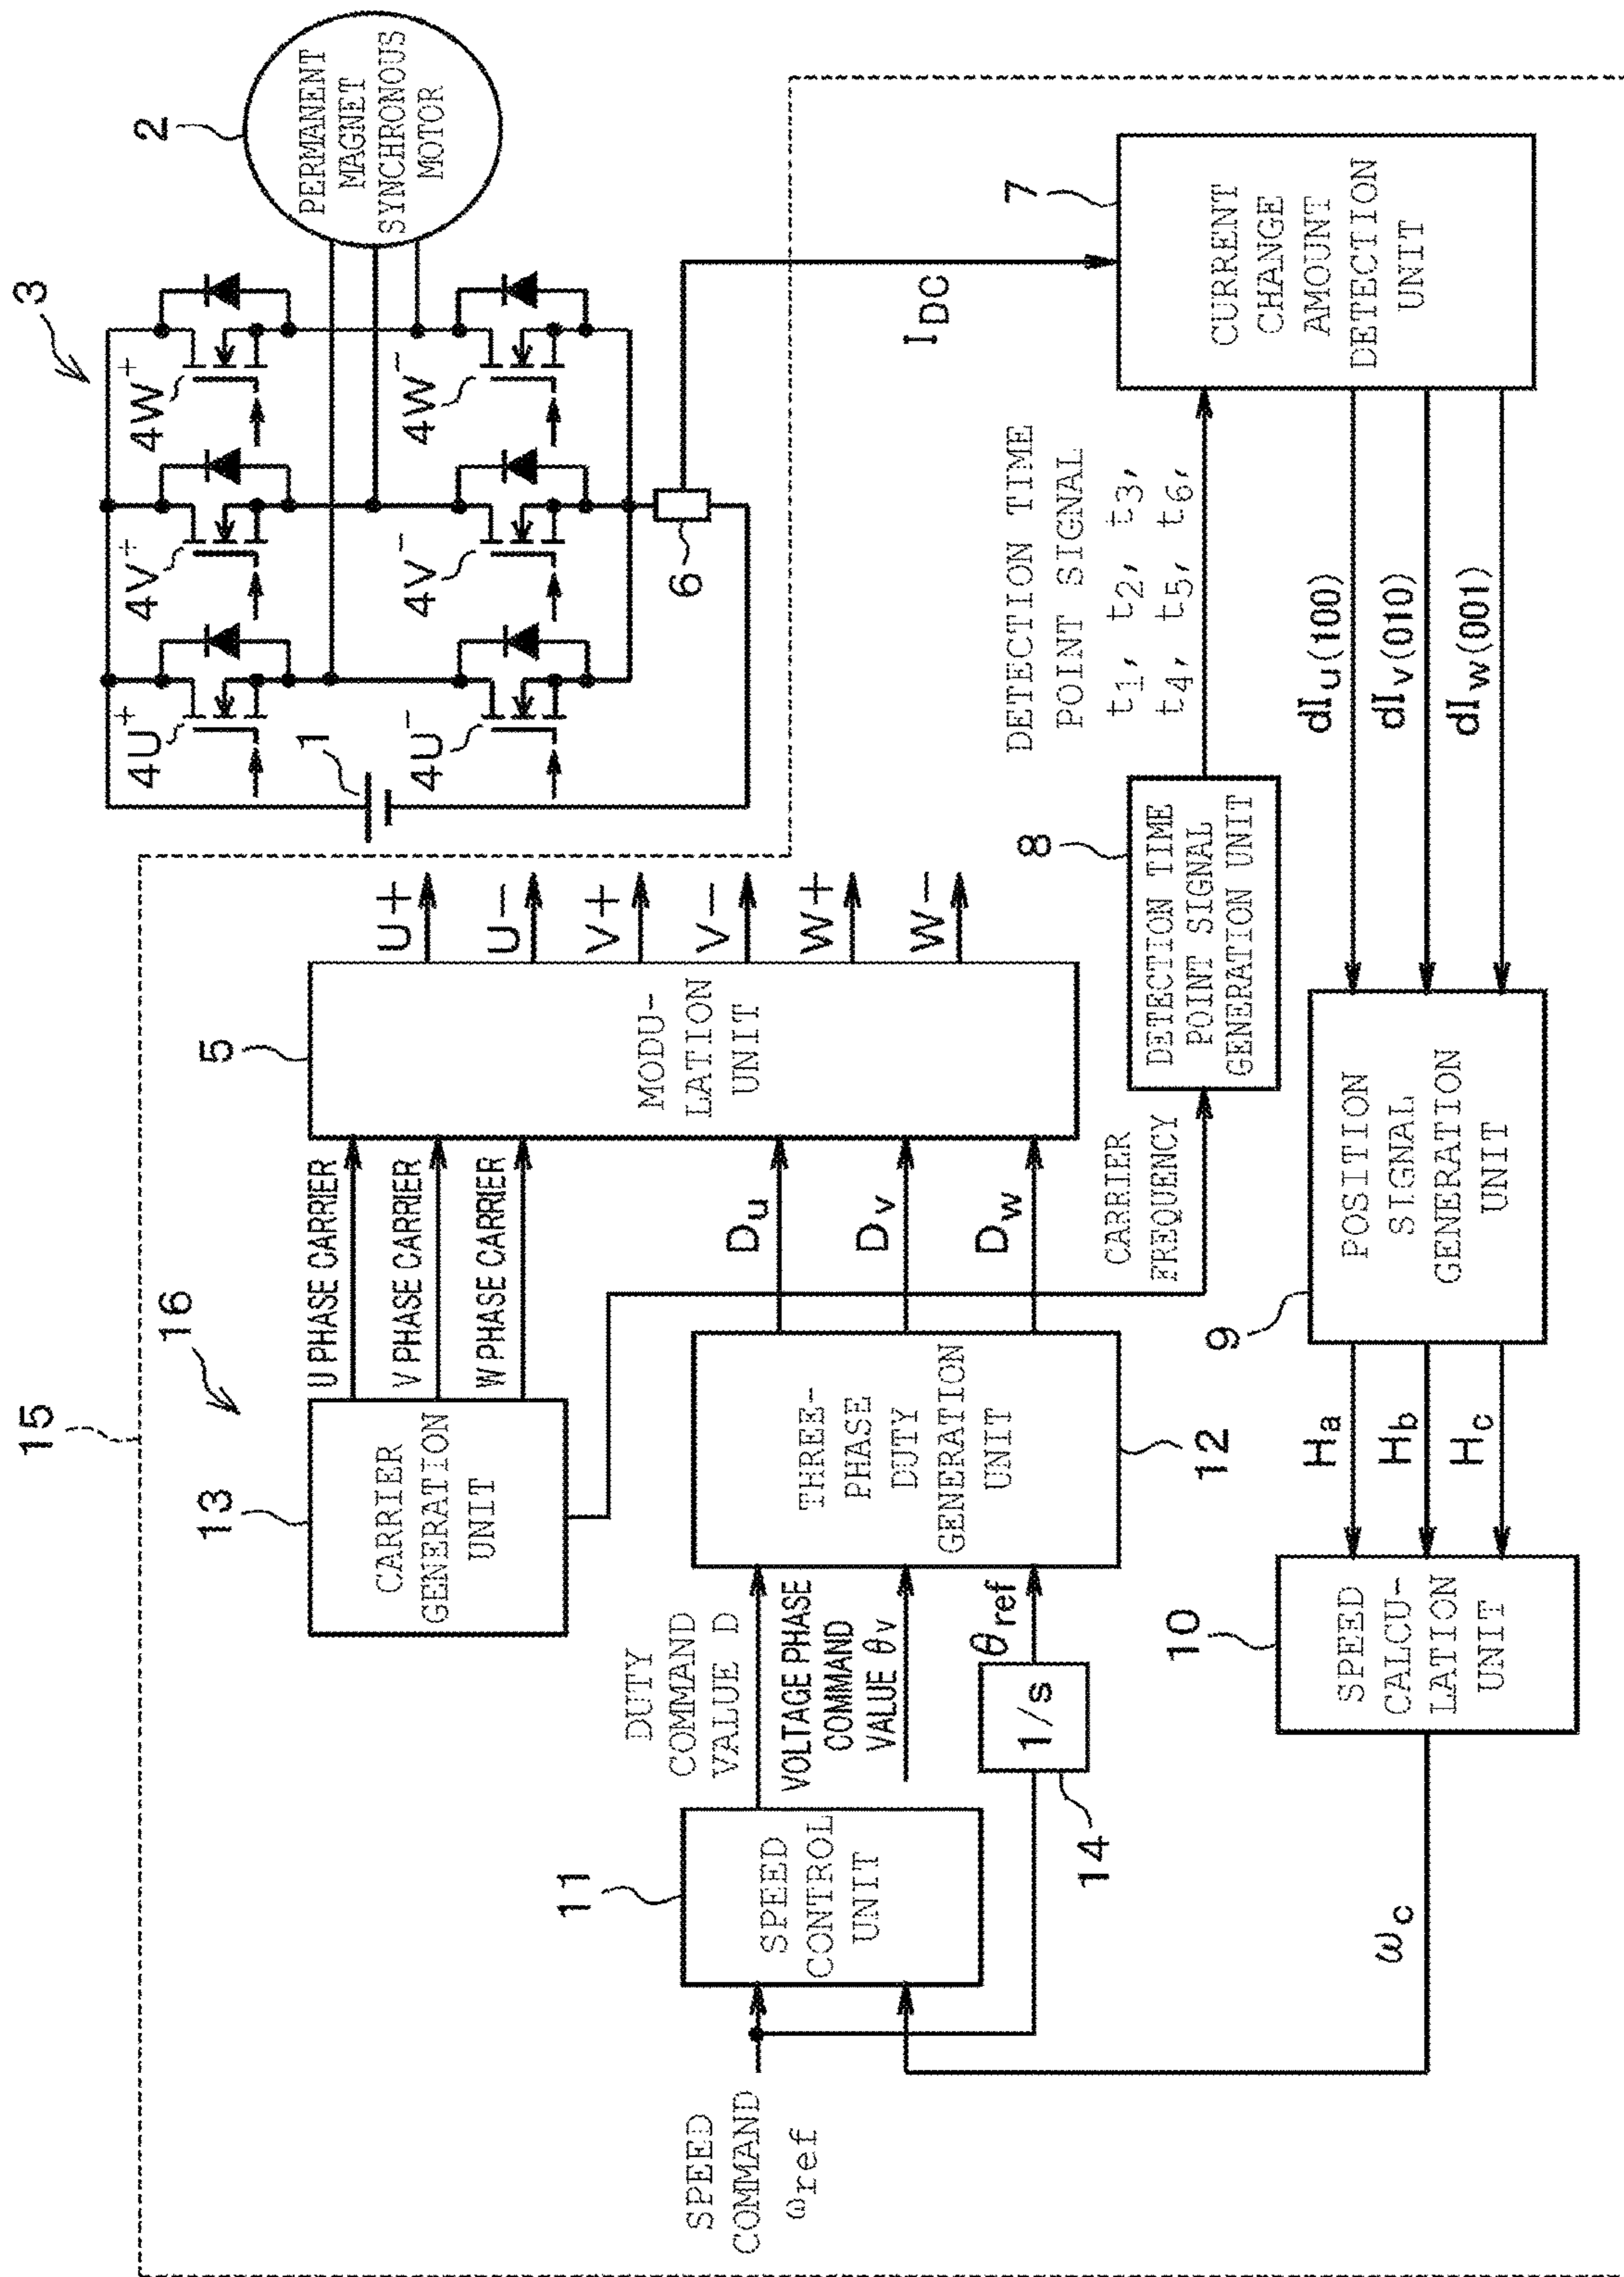 15
16
3
2
PERMANENT
MAGNET
SYNCHRONOUS
MOTOR
4U+
4V+
4W+
1
4U-
4V-
4W-
6
13
CARRIER
GENERATION
UNIT
U PHASE CARRIER
V PHASE CARRIER
W PHASE CARRIER
5
MODU-
LATION
UNIT
U+
U-
V+
V-
W+
W-
SPEED
COMMAND
ωref
11
SPEED
CONTROL
UNIT
DUTY
COMMAND
VALUE D
VOLTAGE PHASE
COMMAND
VALUE θv
1/s
14
θref
THREE-
PHASE
DUTY
GENERATION
UNIT
12
Du
Dv
Dw
CARRIER
FREQUENCY
8
DETECTION TIME
POINT SIGNAL
GENERATION UNIT
DETECTION TIME
POINT SIGNAL
t1, t2, t3,
t4, t5, t6,
IDC
7
CURRENT
CHANGE
AMOUNT
DETECTION
UNIT
dIu(100)
dIv(010)
dIw(001)
9
POSITION
SIGNAL
GENERATION
UNIT
Ha
Hb
Hc
10
SPEED
CALCU-
LATION
UNIT
ωc